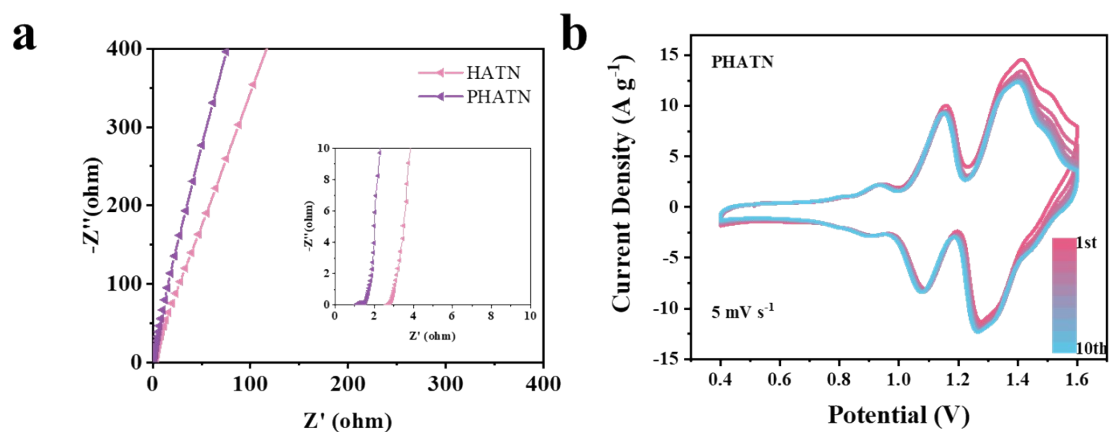 a
400
300
200
100
0
-Z''(ohm)
0
100
200
300
400
Z' (ohm)
HATN
PHATN
10
8
6
4
2
0
-Z''(ohm)
0
2
4
6
8
10
Z' (ohm)
b
15
10
5
0
-5
-10
-15
Current Density (A g⁻¹)
PHATN
5 mV s⁻¹
1st
10th
0.4
0.6
0.8
1.0
1.2
1.4
1.6
Potential (V)